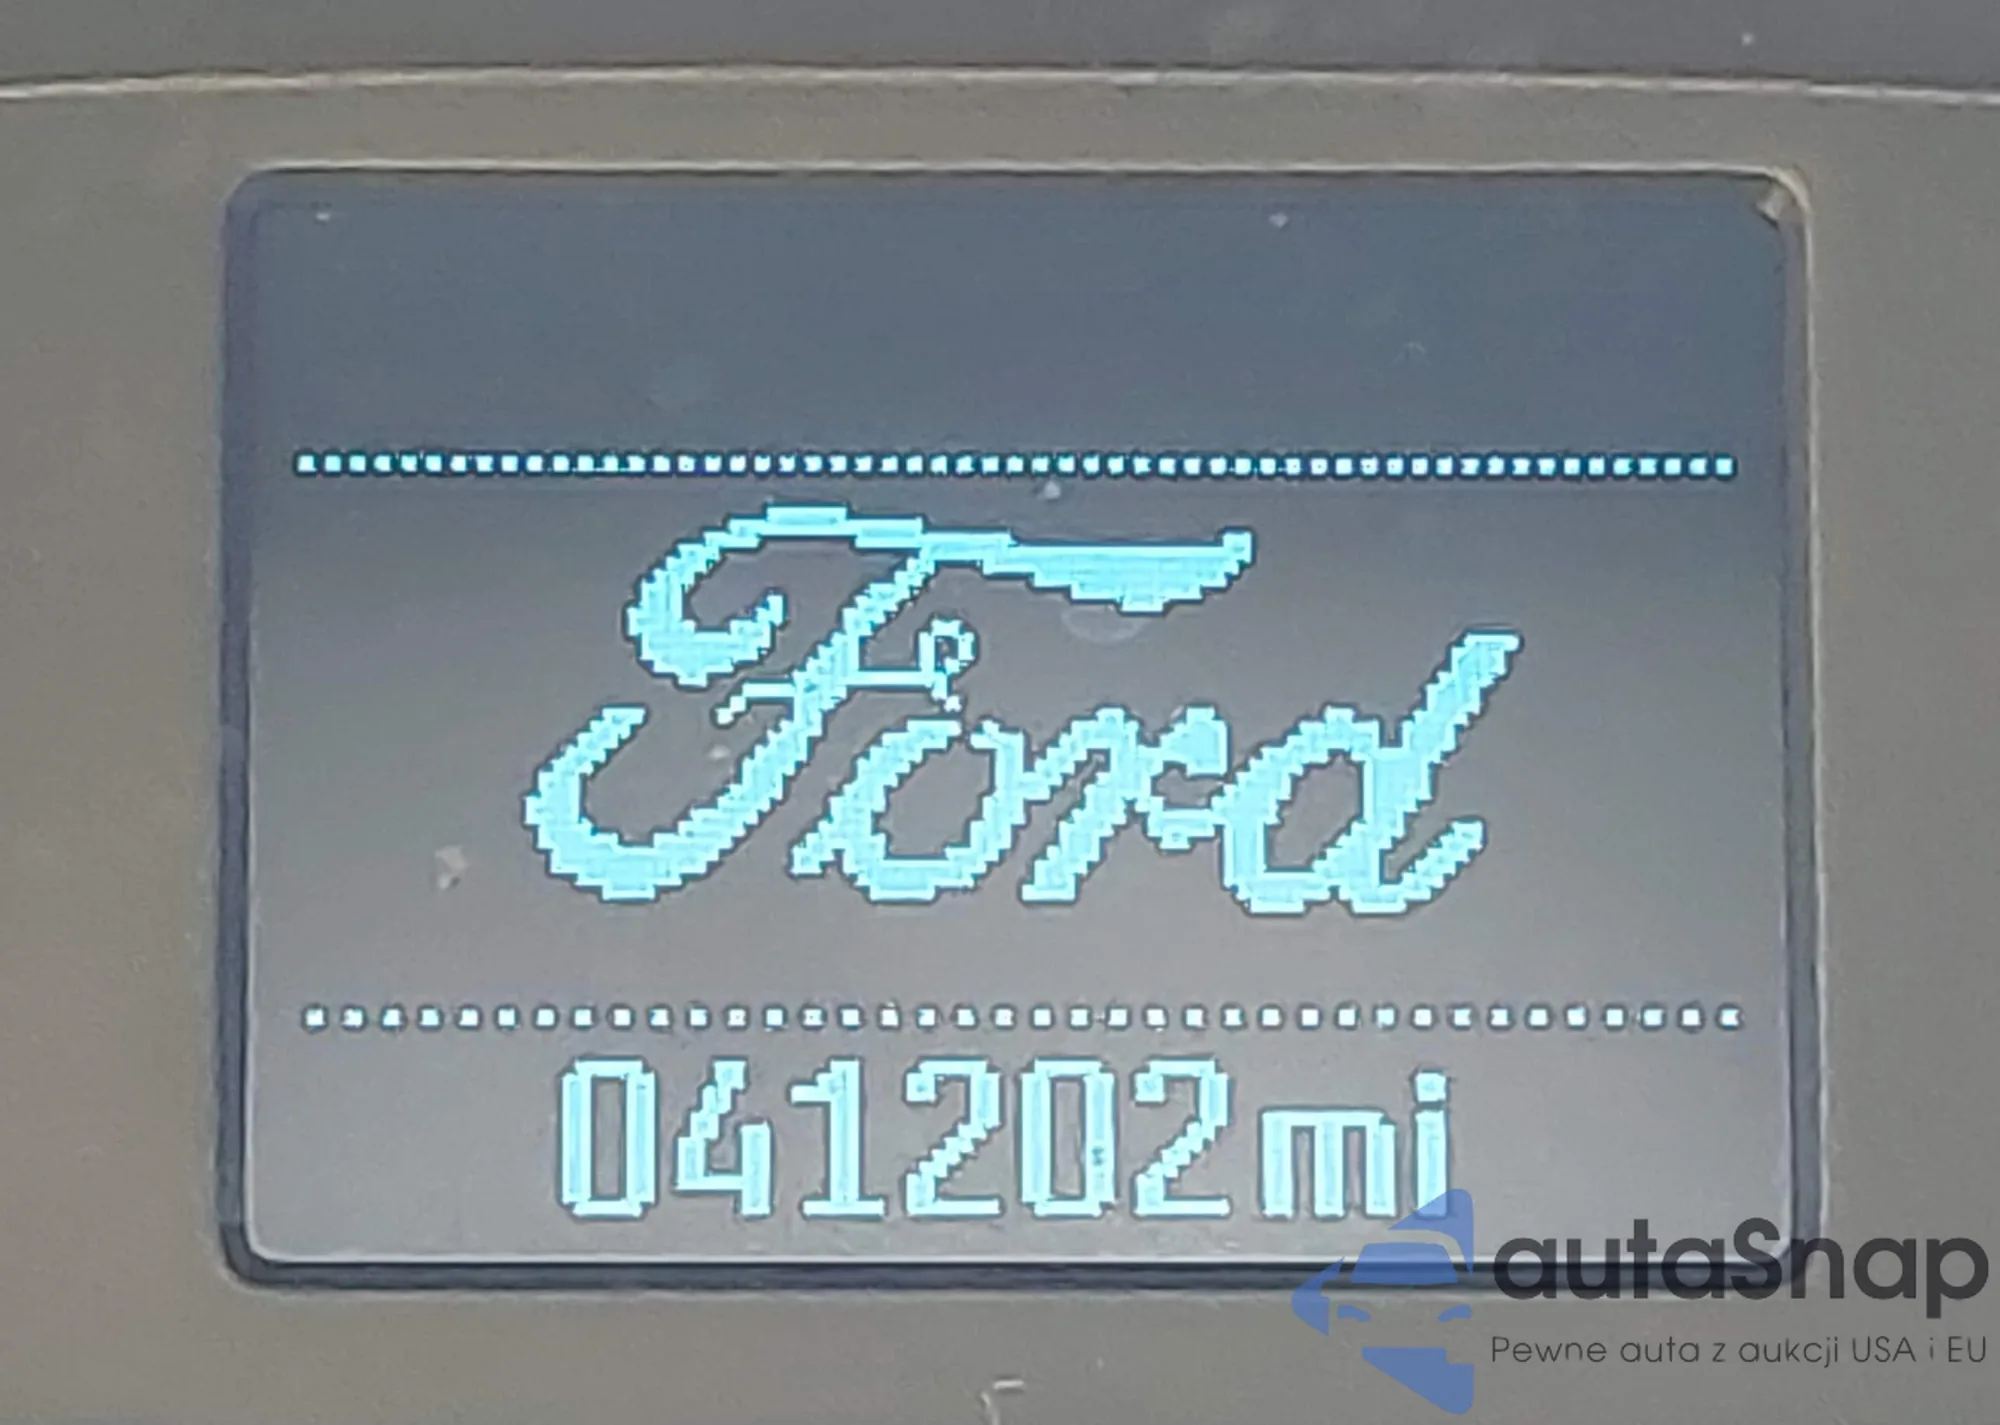 Ford
041202mi
autaSnap
Pewne auta z aukcji USA i EU